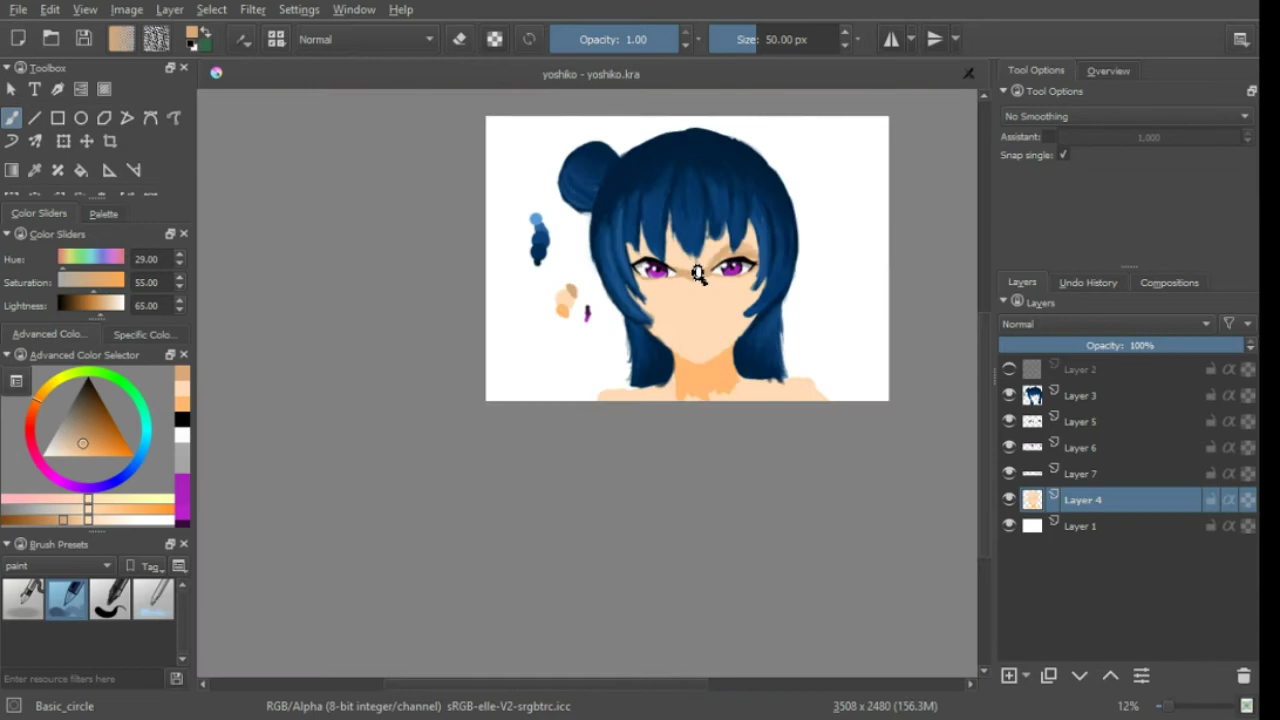 File Edit View Image Layer Select Filter Settings Window Help
Normal Opacity: 1.00 Size: 50.00 px
Toolbox
yoshiko - yoshiko.kra
Tool Options Overview
Tool Options
No Smoothing
Assistant: 1,000
Snap single:
Color Sliders Palette
Color Sliders
Hue: 29.00
Saturation: 55.00
Lightness: 65.00
Advanced Colo... Specific Colo...
Advanced Color Selector
Layers Undo History Compositions
Layers
Normal
Opacity: 100%
Layer 2
Layer 3
Layer 5
Layer 6
Layer 7
Layer 4
Layer 1
Brush Presets
paint Tag
Enter resource filters here
Basic_circle RGB/Alpha (8-bit integer/channel) sRGB-elle-V2-srgbtrc.icc 3508 x 2480 (156.3M) 12%